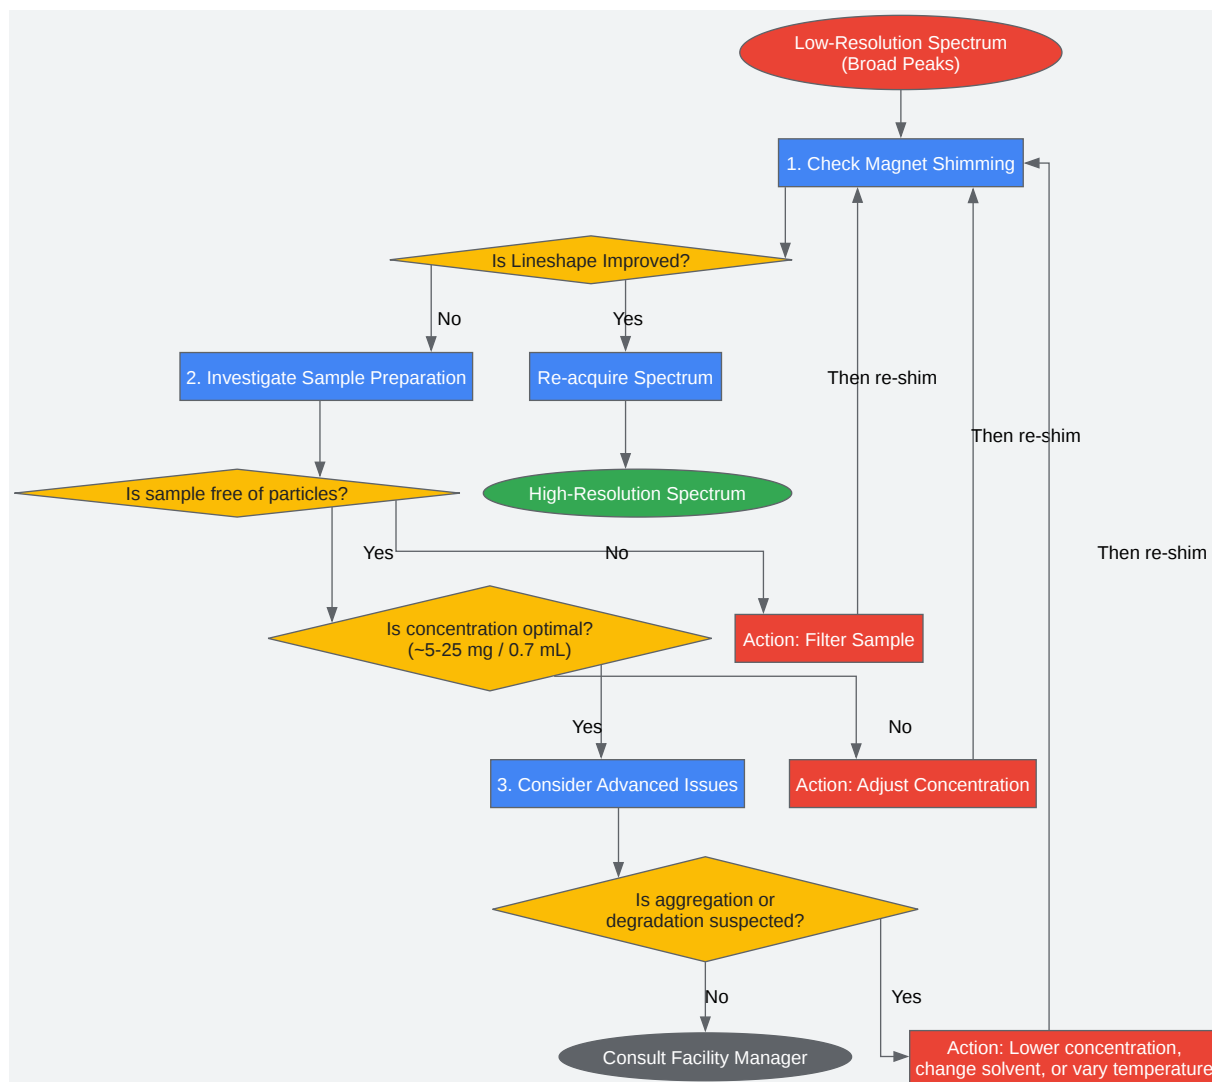 Low-Resolution Spectrum
(Broad Peaks)
1. Check Magnet Shimming
Is Lineshape Improved?
No
Yes
2. Investigate Sample Preparation
Re-acquire Spectrum
Then re-shim
Then re-shim
Is sample free of particles?
High-Resolution Spectrum
Yes
No
Then re-shim
Is concentration optimal?
(~5-25 mg / 0.7 mL)
Action: Filter Sample
Yes
No
3. Consider Advanced Issues
Action: Adjust Concentration
Is aggregation or
degradation suspected?
No
Yes
Consult Facility Manager
Action: Lower concentration,
change solvent, or vary temperature